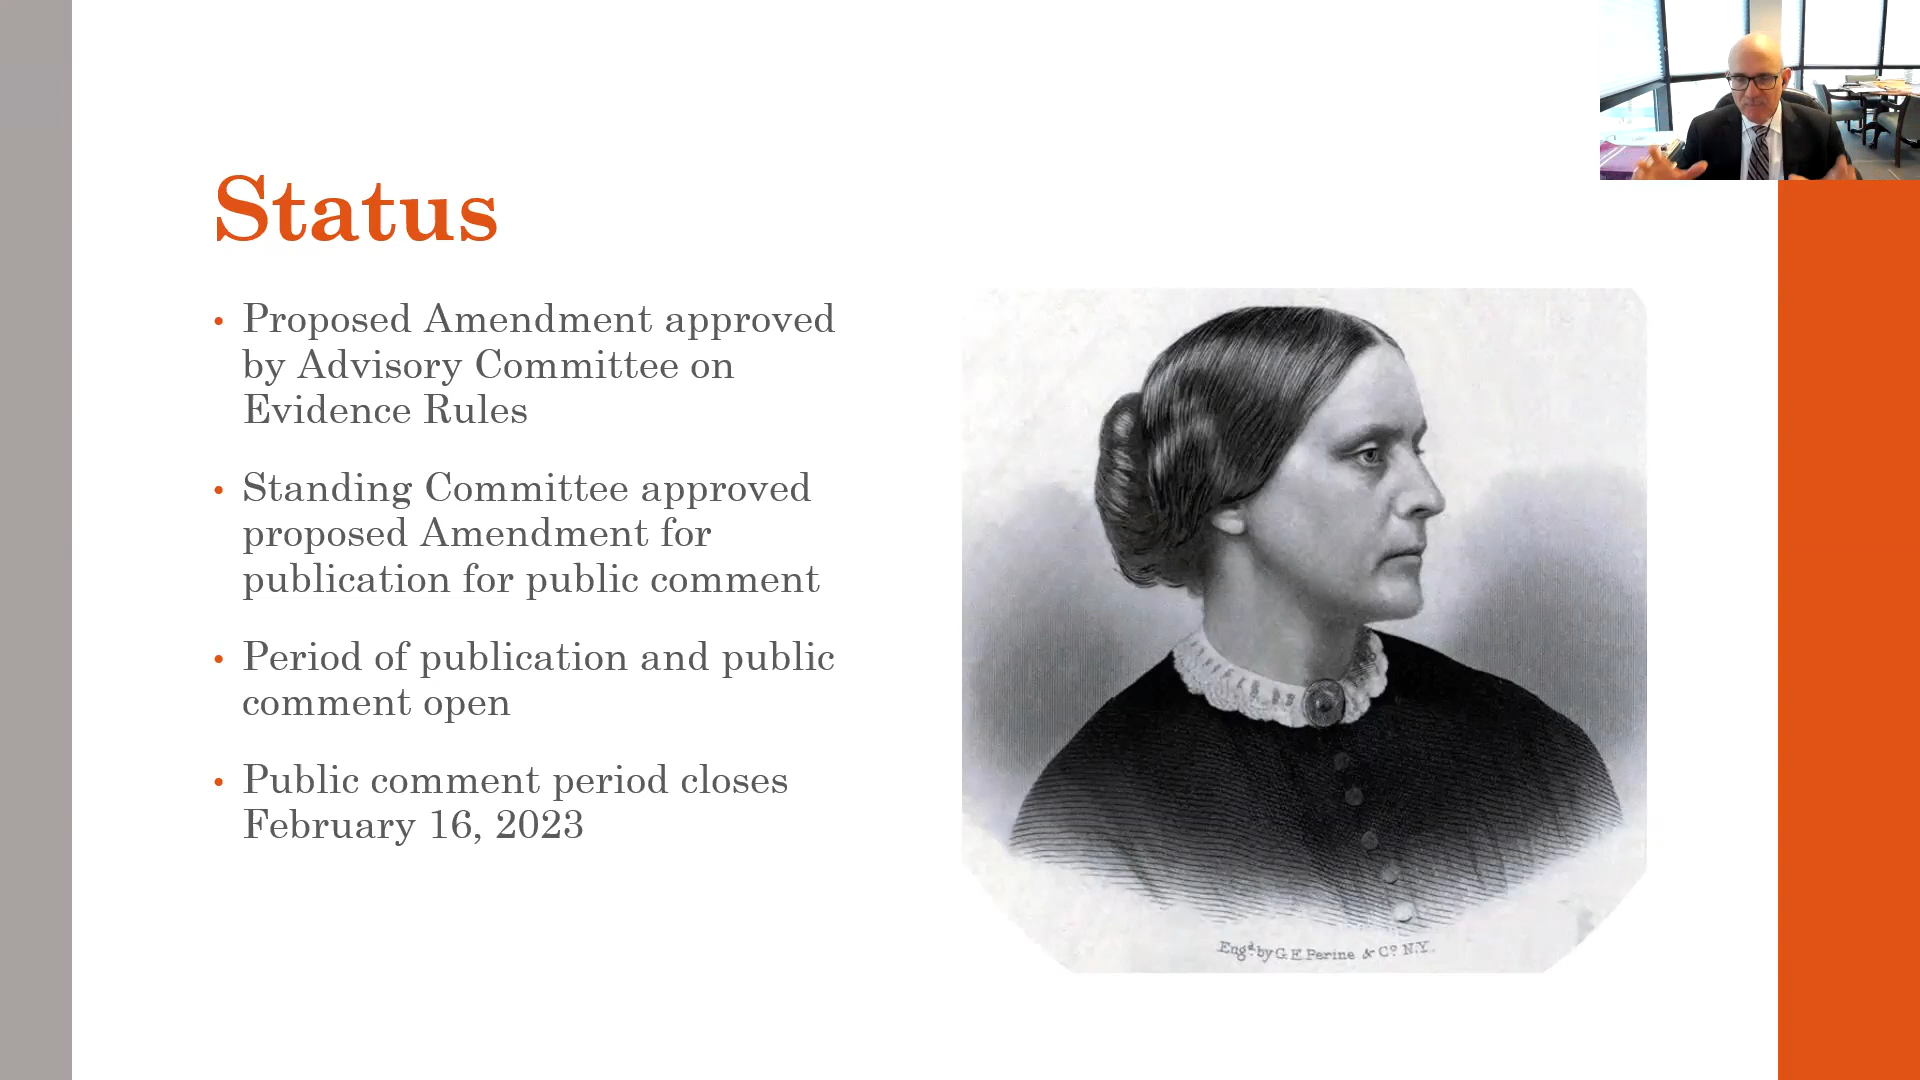 Status
• Proposed Amendment approved
by Advisory Committee on
Evidence Rules
• Standing Committee approved
proposed Amendment for
publication for public comment
• Period of publication and public
comment open
• Public comment period closes
February 16, 2023
Engd by G.E. Perine & Co. N.Y.